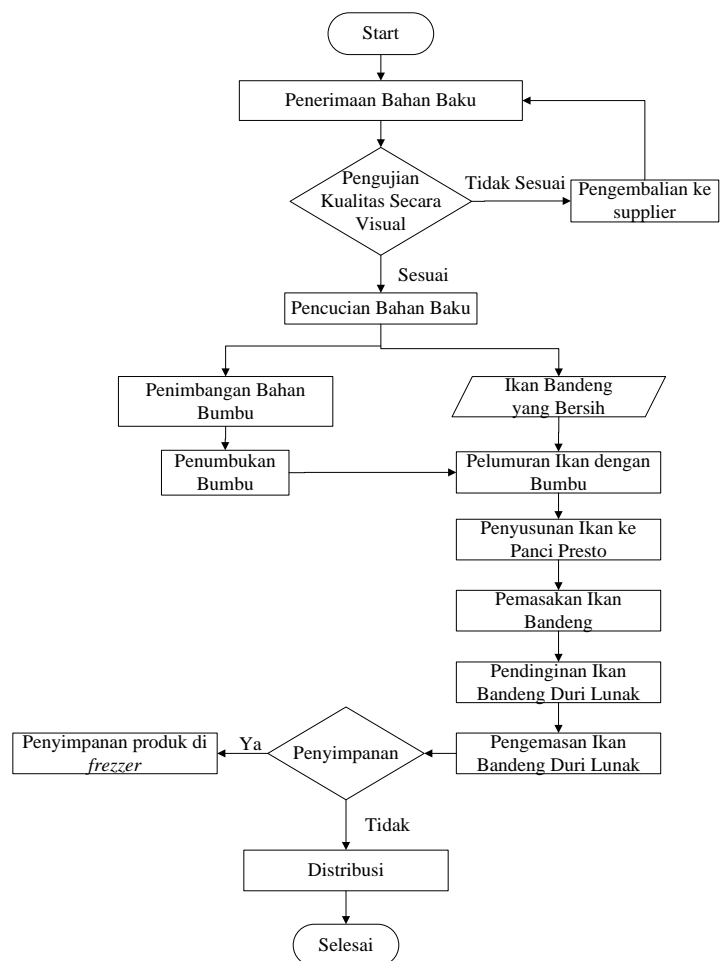 Start
Penerimaan Bahan Baku
Pengujian
Kualitas Secara
Visual
Tidak Sesuai
Pengembalian ke
supplier
Sesuai
Pencucian Bahan Baku
Penimbangan Bahan
Bumbu
Ikan Bandeng
yang Bersih
Penumbukan
Bumbu
Pelumuran Ikan dengan
Bumbu
Penyusunan Ikan ke
Panci Presto
Pemasakan Ikan
Bandeng
Pendinginan Ikan
Bandeng Duri Lunak
Pengemasan Ikan
Bandeng Duri Lunak
Penyimpanan
Ya
Penyimpanan produk di
frezzer
Tidak
Distribusi
Selesai